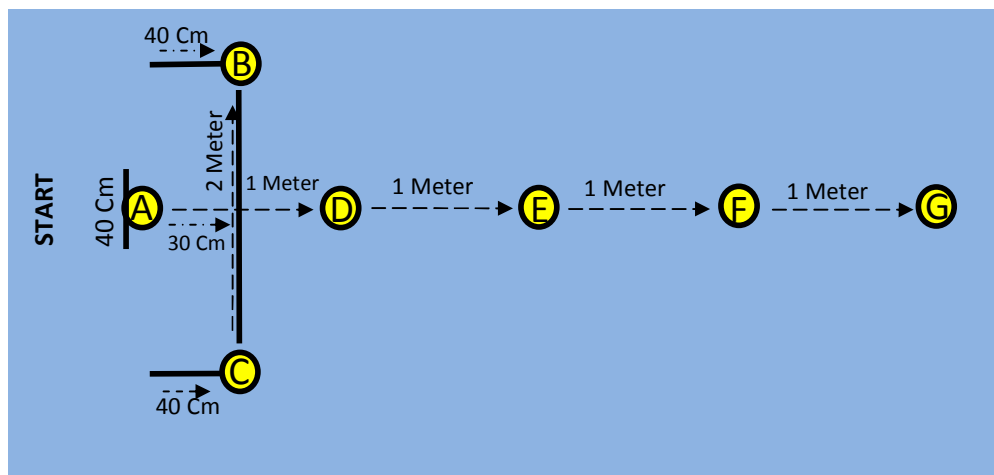 40 Cm
B
2 Meter
START
40 Cm
A
1 Meter
D
1 Meter
E
1 Meter
F
1 Meter
G
30 Cm
C
40 Cm